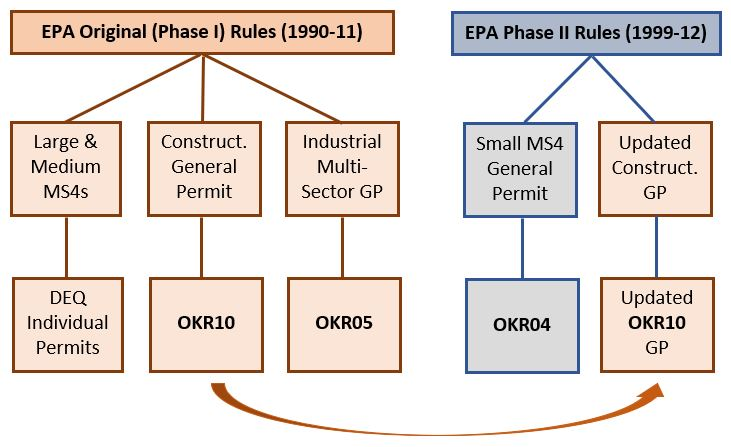 EPA Original (Phase I) Rules (1990-11)
EPA Phase II Rules (1999-12)
Large &
Medium
MS4s
Construct.
General
Permit
Industrial
Multi-
Sector GP
Small MS4
General
Permit
Updated
Construct.
GP
DEQ
Individual
Permits
OKR10
OKR05
OKR04
Updated
OKR10
GP